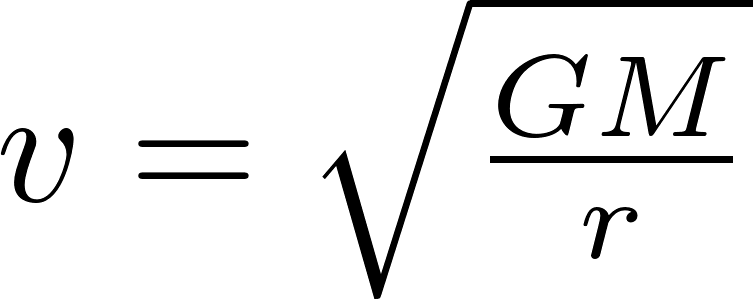 v = √(GM/r)